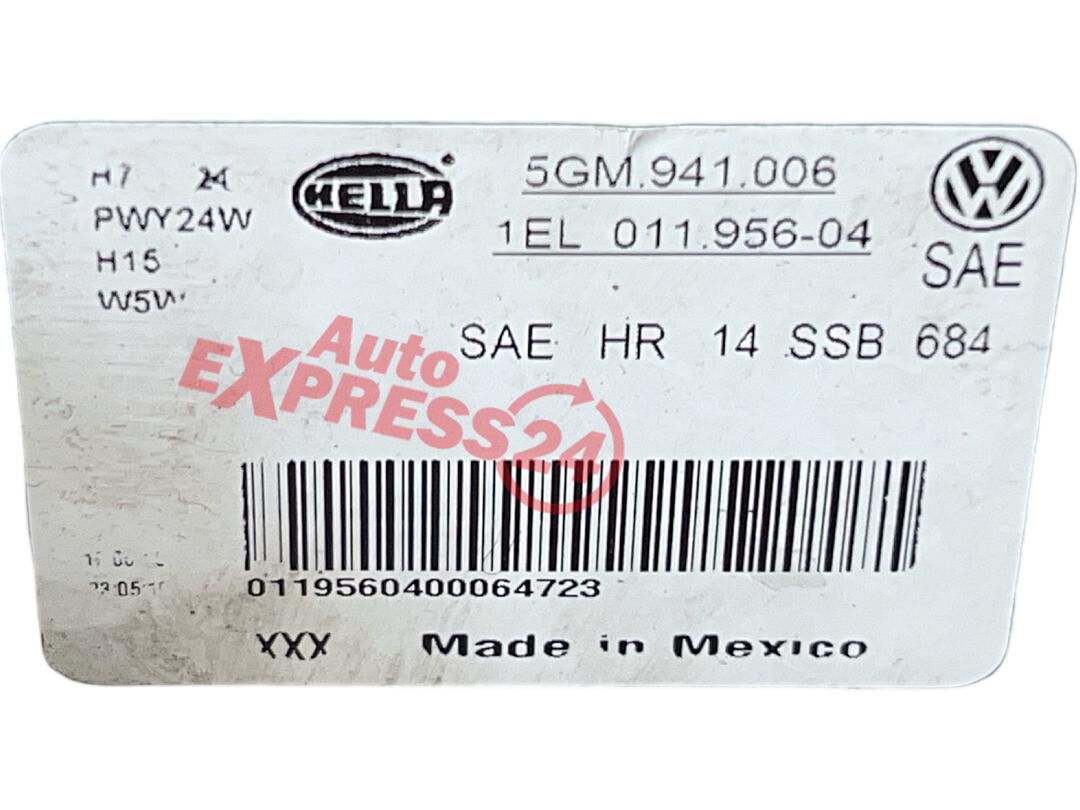 H7
PWY24W
H15
W5W
HELLA
5GM.941.006
1EL 011.956-04
SAE
SAE HR 14 SSB 684
Auto
EXPRESS24
0119560400064723
XXX Made in Mexico